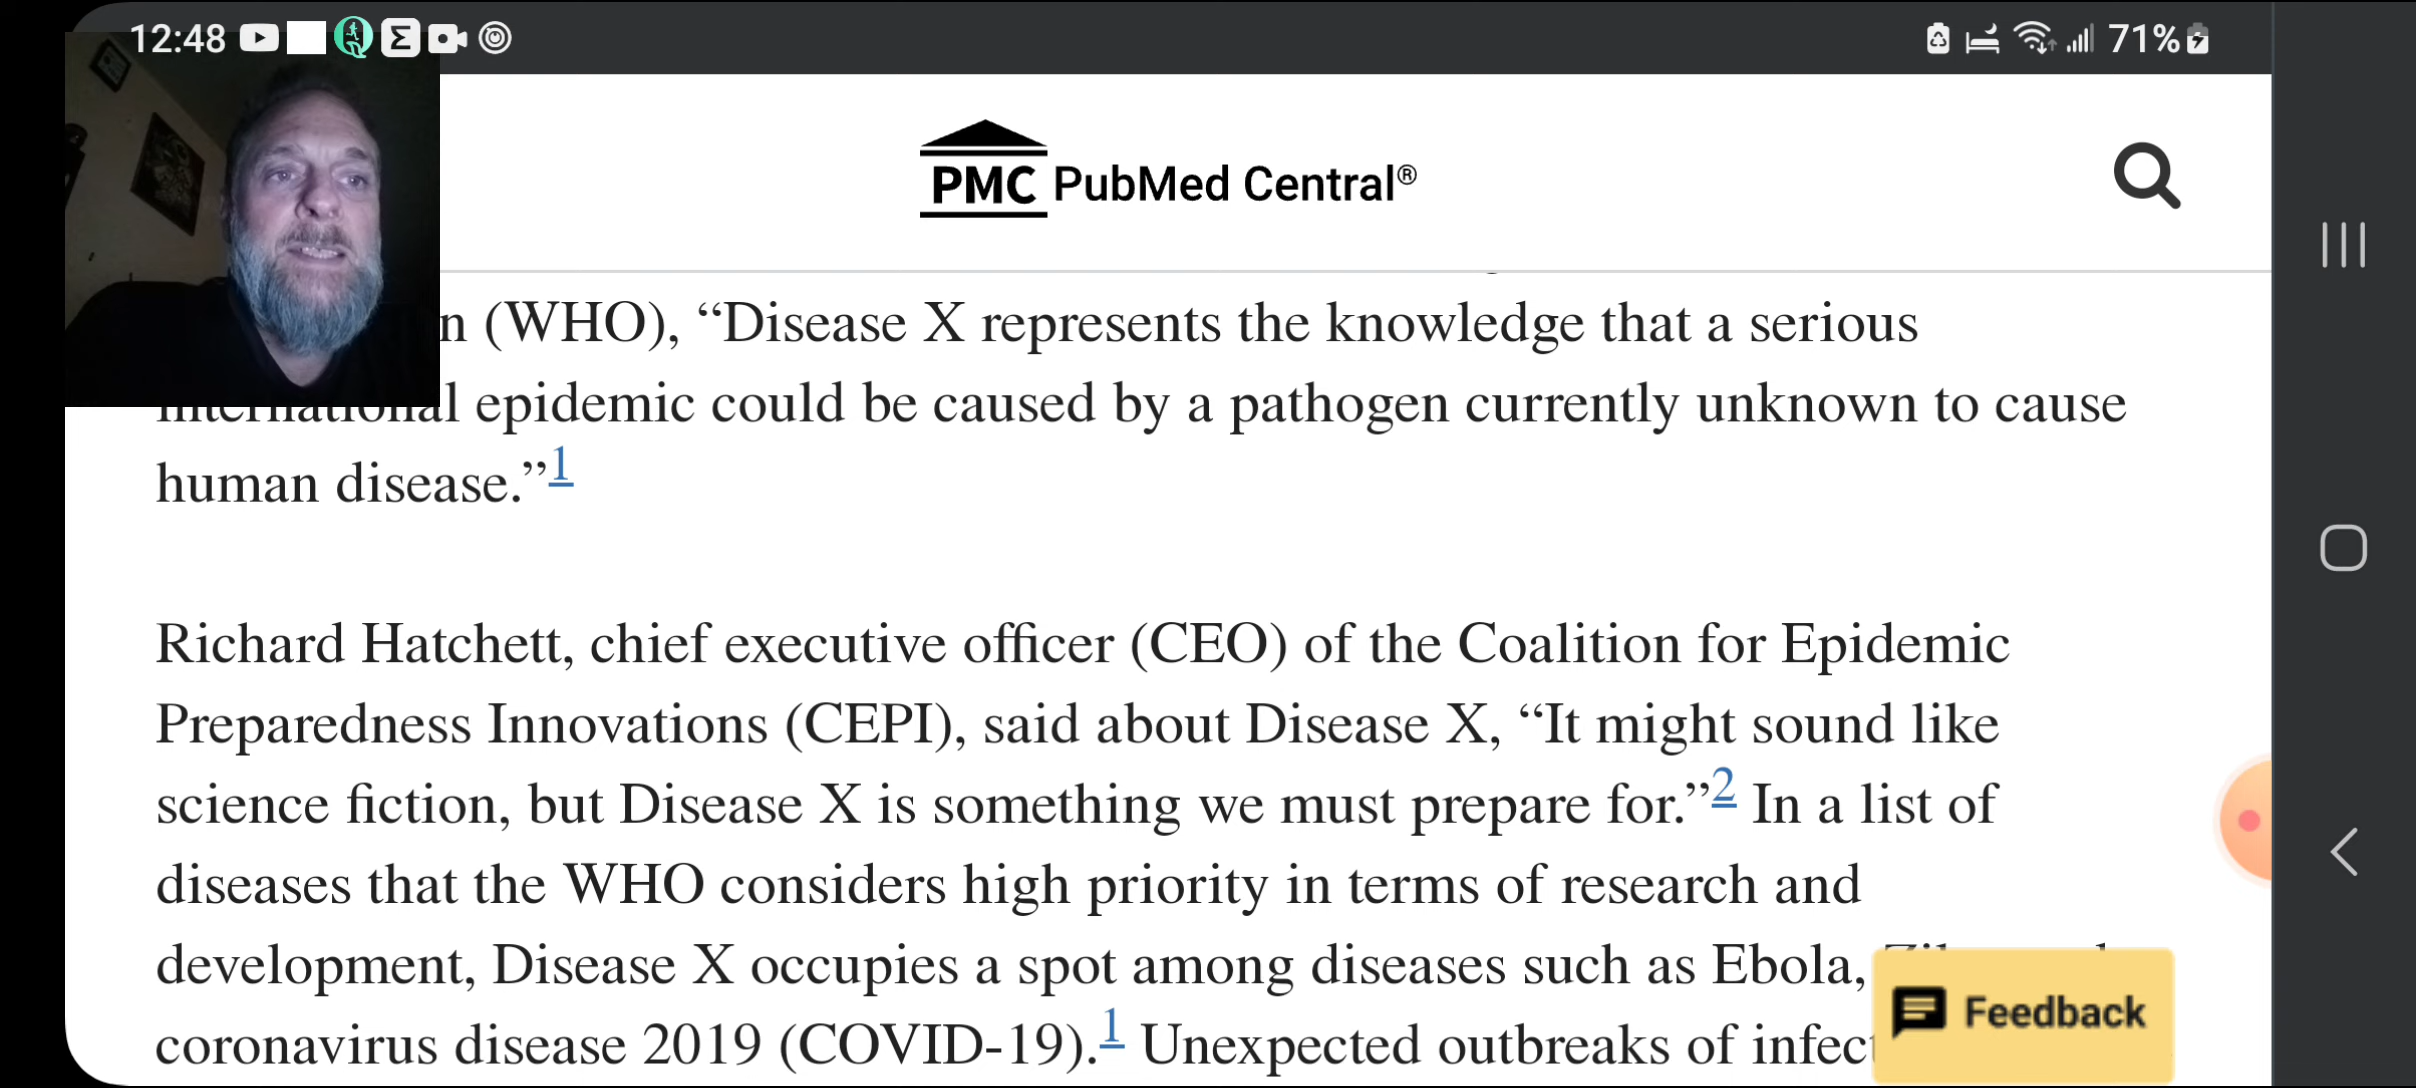 12:48
71%
PMC PubMed Central®
n (WHO), “Disease X represents the knowledge that a serious
international epidemic could be caused by a pathogen currently unknown to cause
human disease.”1
Richard Hatchett, chief executive officer (CEO) of the Coalition for Epidemic
Preparedness Innovations (CEPI), said about Disease X, “It might sound like
science fiction, but Disease X is something we must prepare for.”2 In a list of
diseases that the WHO considers high priority in terms of research and
development, Disease X occupies a spot among diseases such as Ebola,
coronavirus disease 2019 (COVID-19).1 Unexpected outbreaks of infec
Feedback